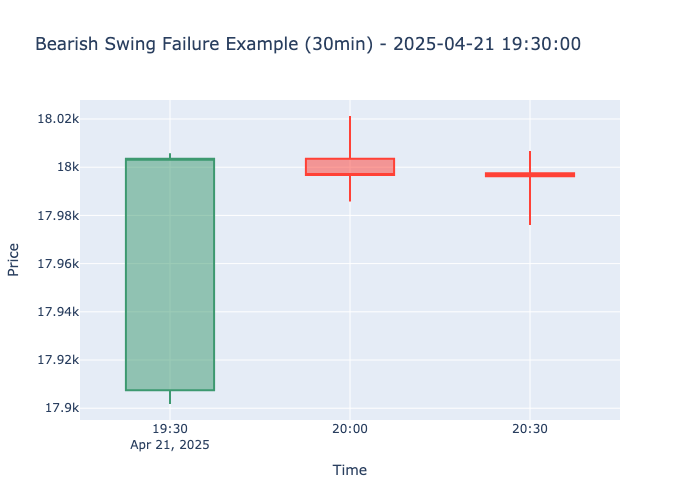 Bearish Swing Failure Example (30min) - 2025-04-21 19:30:00
18.02k
18k
17.98k
17.96k
17.94k
17.92k
17.9k
Price
19:30
Apr 21, 2025
20:00
20:30
Time